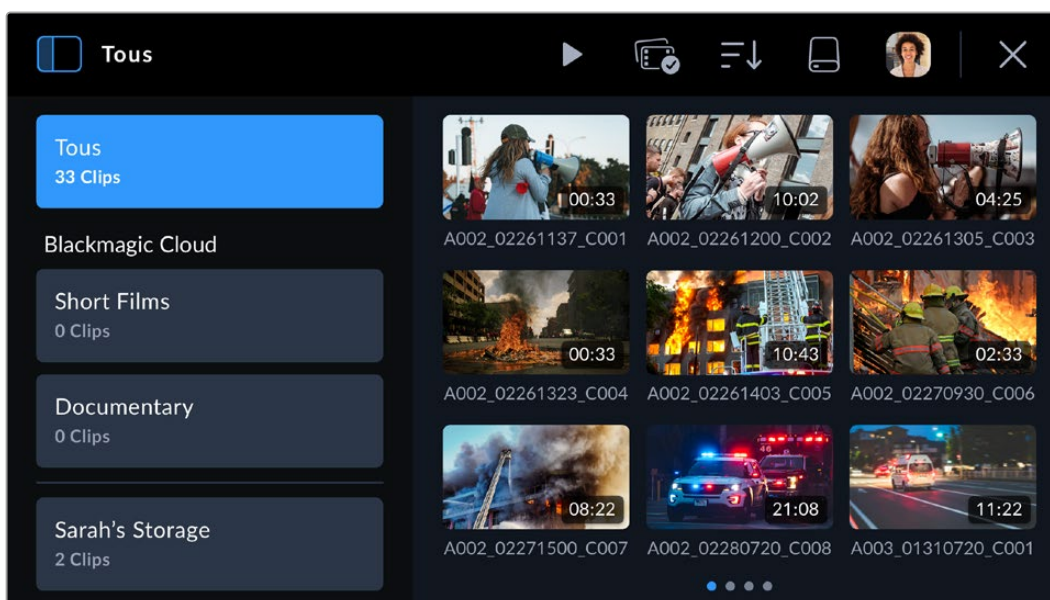 Tous
Tous
33 Clips
Blackmagic Cloud
Short Films
0 Clips
Documentary
0 Clips
Sarah's Storage
2 Clips
00:33
10:02
04:25
A002_02261137_C001
A002_02261200_C002
A002_02261305_C003
00:33
10:43
02:33
A002_02261323_C004
A002_02261403_C005
A002_02270930_C006
08:22
21:08
11:22
A002_02271500_C007
A002_02280720_C008
A003_01310720_C001